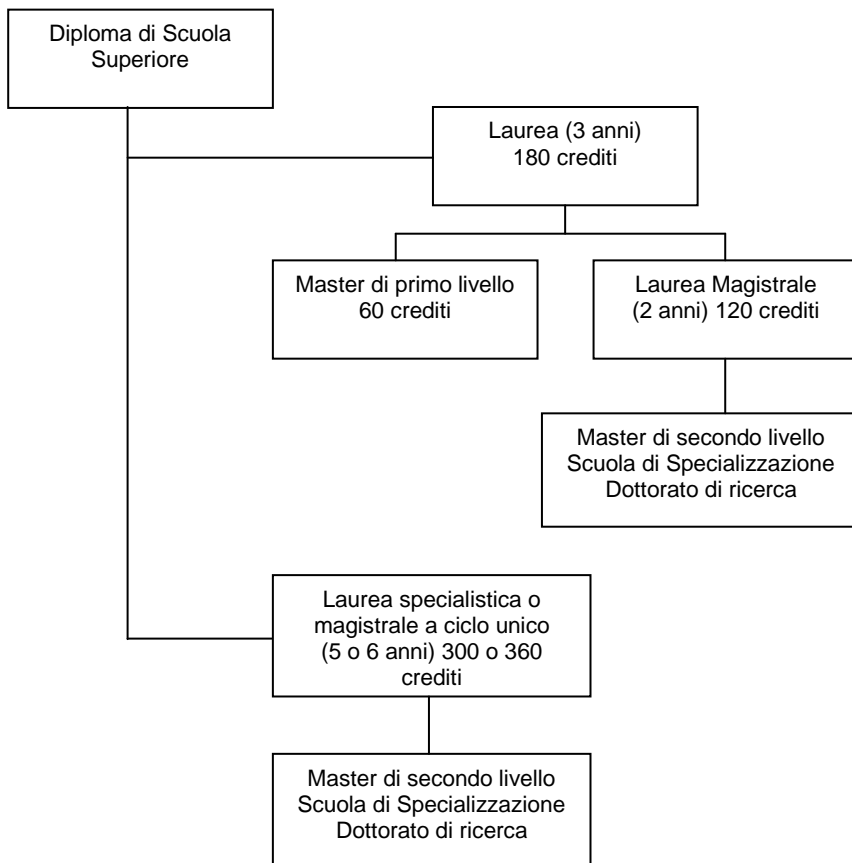 Diploma di Scuola
Superiore
Laurea (3 anni)
180 crediti
Master di primo livello
60 crediti
Laurea Magistrale
(2 anni) 120 crediti
Master di secondo livello
Scuola di Specializzazione
Dottorato di ricerca
Laurea specialistica o
magistrale a ciclo unico
(5 o 6 anni) 300 o 360
crediti
Master di secondo livello
Scuola di Specializzazione
Dottorato di ricerca